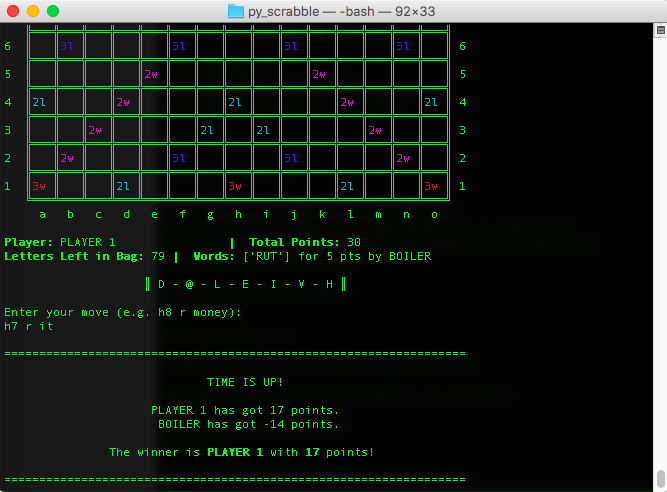 py_scrabble — -bash — 92×33
6 3l 3l 3l 3l 6
5 2w 2w 5
4 2l 2w 2l 2w 2l 4
3 2w 2l 2l 2w 3
2 2w 3l 3l 2w 2
1 3w 2l 3w 2l 3w 1
a b c d e f g h i j k l m n o
Player: PLAYER 1 | Total Points: 30
Letters Left in Bag: 79 | Words: ['RUT'] for 5 pts by BOILER
║ D - @ - L - E - I - V - H ║
Enter your move (e.g. h8 r money):
h7 r it
==================================================================
TIME IS UP!
PLAYER 1 has got 17 points.
BOILER has got -14 points.
The winner is PLAYER 1 with 17 points!
==================================================================